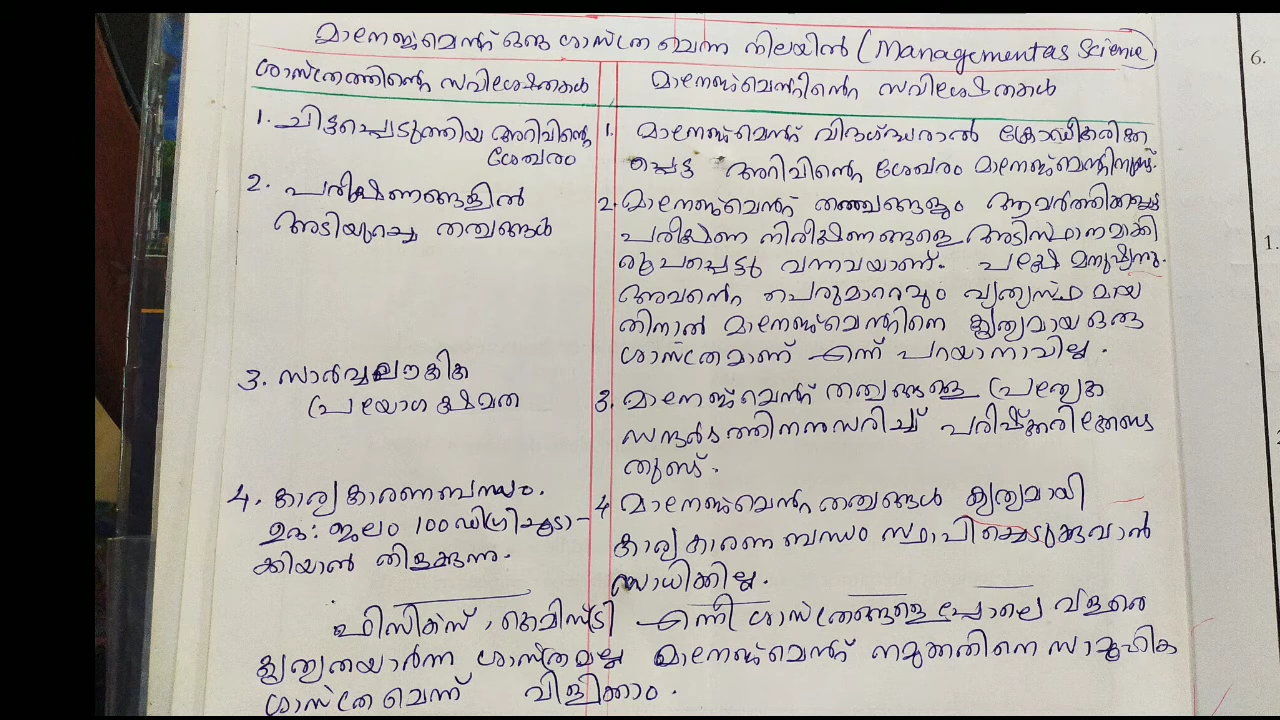 മാനേജ്മെന്റ് ഒരു ശാസ്ത്രമെന്ന നിലയിൽ (Management as Science)
ശാസ്ത്രത്തിന്റെ സവിശേഷതകൾ
മാനേജ്മെന്റിന്റെ സവിശേഷതകൾ
1. ചിട്ടപ്പെടുത്തിയ അറിവിന്റെ
ശേഖരം
1. മാനേജ്മെന്റ് വിദഗ്ദ്ധരാൽ ക്രോഡീകരിക്ക
പ്പെട്ട അറിവിന്റെ ശേഖരം മാനേജ്മെന്റിനുണ്ട്.
2. പരീക്ഷണങ്ങളിൽ
അടിയുറച്ച തത്വങ്ങൾ
2. മാനേജ്മെന്റ് തത്ത്വങ്ങളും ആവർത്തിക്കപ്പെട്ട
പരീക്ഷണ നിരീക്ഷണങ്ങളെ അടിസ്ഥാനമാക്കി
രൂപപ്പെട്ടു വന്നവയാണ്. പക്ഷേ മനുഷ്യനും
അവന്റെ പെരുമാറ്റവും വ്യത്യസ്ഥമായ
തിനാൽ മാനേജ്മെന്റിനെ കൃത്യമായ ഒരു
ശാസ്ത്രമാണ് എന്ന് പറയാനാവില്ല.
3. സാർവ്വലൗകിക
പ്രയോഗക്ഷമത
3. മാനേജ്മെന്റ് തത്വങ്ങളെ പ്രത്യേക
സന്ദർഭത്തിനനുസരിച്ച് പരിഷ്ക്കരിക്കേണ്ട
തുണ്ട്.
4. കാര്യകാരണബന്ധം.
ഉദാ: ജലം 100 ഡിഗ്രി ചൂടാ-
ക്കിയാൽ തിളക്കുന്നു.
4 മാനേജ്മെന്റ തത്വങ്ങൾ കൃത്യമായി
കാര്യകാരണ ബന്ധം സ്ഥാപിക്കെടുക്കുവാൻ
സാധിക്കില്ല.
ഫിസിക്സ്, കെമിസ്ട്രി എന്നീ ശാസ്ത്രങ്ങളെപ്പോലെ വളരെ
കൃത്യതയാർന്ന ശാസ്ത്രമല്ല മാനേജ്മെന്റ് നമുക്കതിനെ സാമൂഹിക
ശാസ്ത്രമെന്ന് വിളിക്കാം.
6.
1.